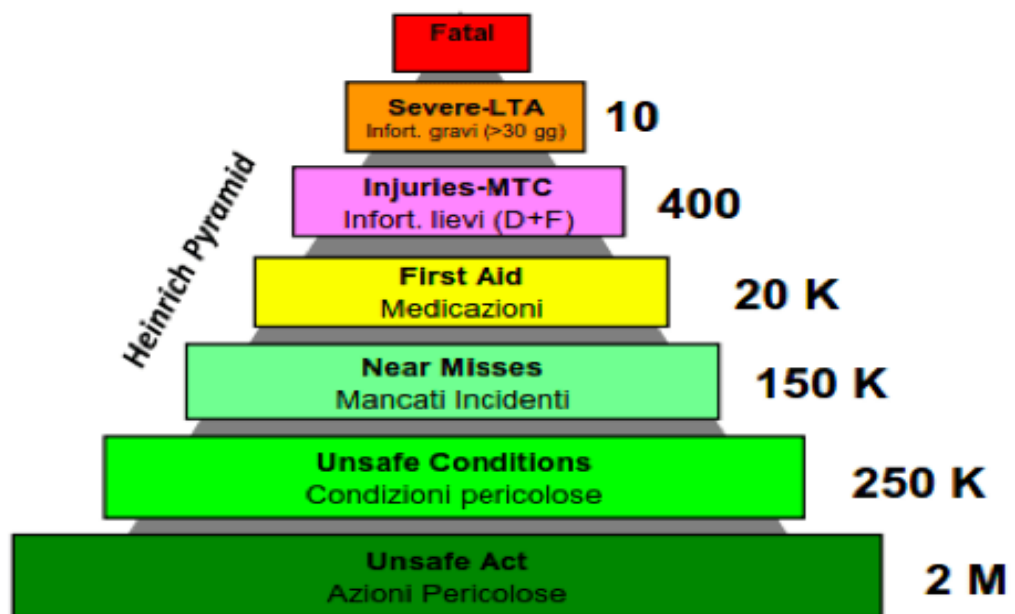 Fatal
Severe-LTA
Infort. gravi (>30 gg)
10
Injuries-MTC
Infort. lievi (D+F)
400
Heinrich Pyramid
First Aid
Medicazioni
20 K
Near Misses
Mancati Incidenti
150 K
Unsafe Conditions
Condizioni pericolose
250 K
Unsafe Act
Azioni Pericolose
2 M